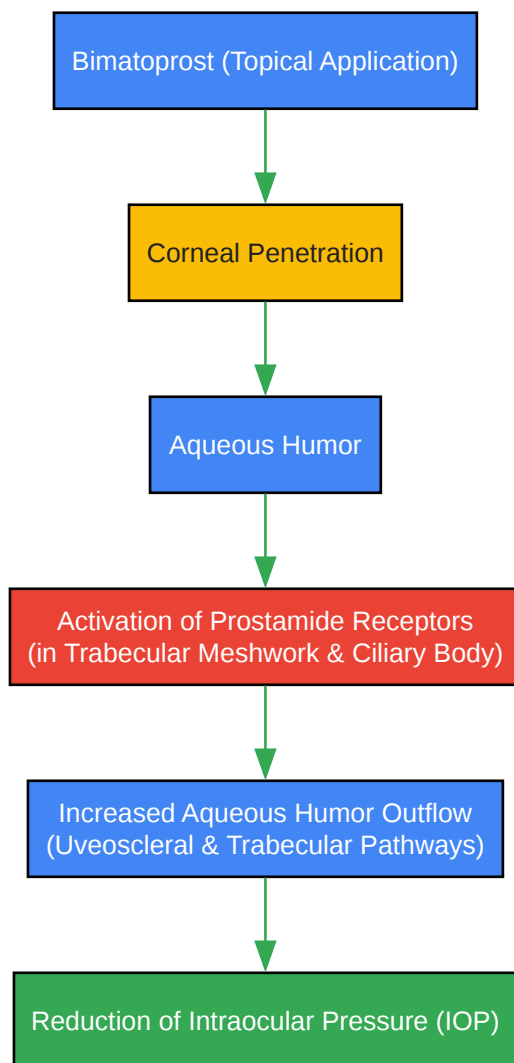 Bimatoprost (Topical Application)
Corneal Penetration
Aqueous Humor
Activation of Prostamide Receptors
(in Trabecular Meshwork & Ciliary Body)
Increased Aqueous Humor Outflow
(Uveoscleral & Trabecular Pathways)
Reduction of Intraocular Pressure (IOP)